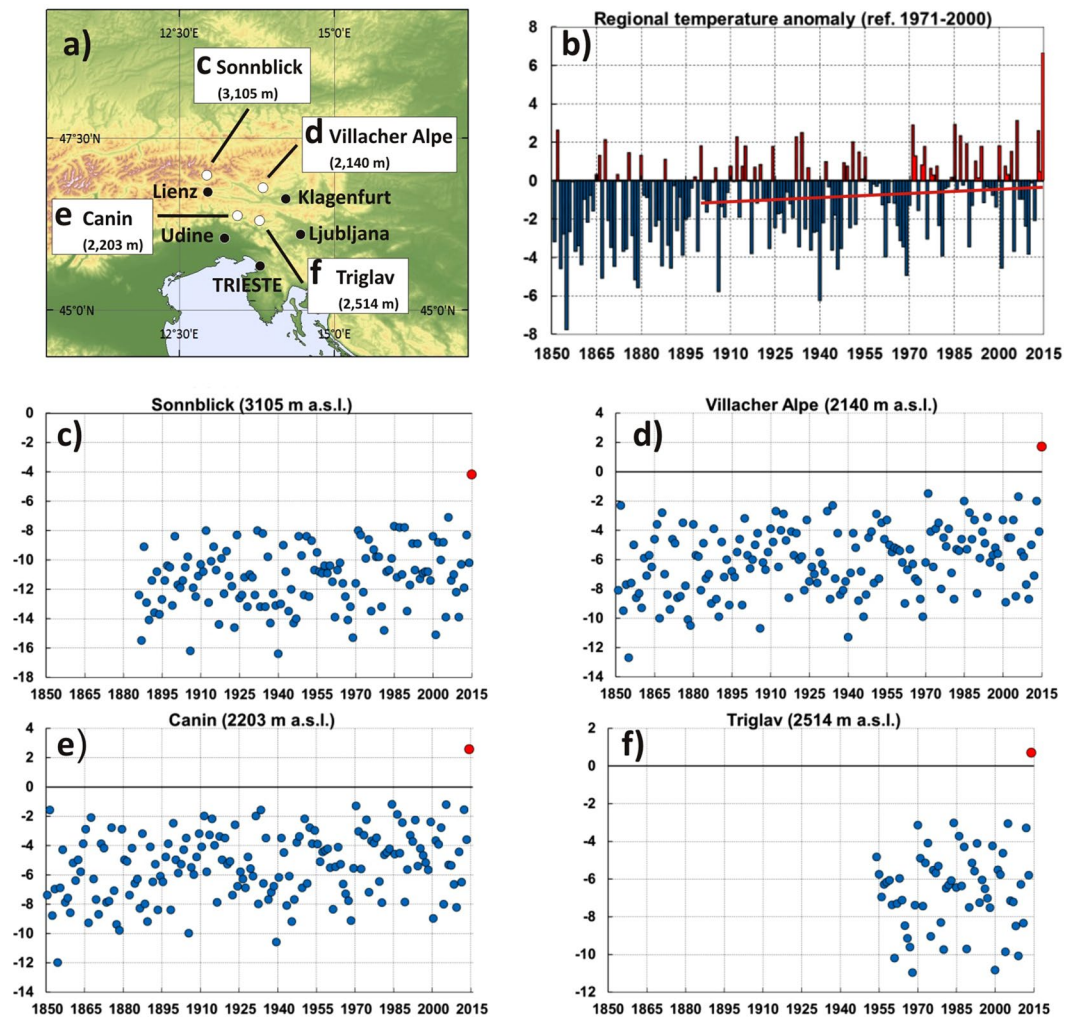 a)
12°30'E
15°0'E
c Sonnblick
(3,105 m)
47°30'N
d Villacher Alpe
(2,140 m)
Lienz
Klagenfurt
e Canin
(2,203 m)
Udine
Ljubljana
f Triglav
(2,514 m)
TRIESTE
45°0'N
45°0'N
12°30'E
15°0'E
Regional temperature anomaly (ref. 1971-2000)
b)
8
6
4
2
0
-2
-4
-6
-8
1850 1865 1880 1895 1910 1925 1940 1955 1970 1985 2000 2015
Sonnblick (3105 m a.s.l.)
c)
0
-2
-4
-6
-8
-10
-12
-14
-16
-18
1850 1865 1880 1895 1910 1925 1940 1955 1970 1985 2000 2015
Villacher Alpe (2140 m a.s.l.)
d)
4
2
0
-2
-4
-6
-8
-10
-12
-14
1850 1865 1880 1895 1910 1925 1940 1955 1970 1985 2000 2015
Canin (2203 m a.s.l.)
e)
4
2
0
-2
-4
-6
-8
-10
-12
-14
1850 1865 1880 1895 1910 1925 1940 1955 1970 1985 2000 2015
Triglav (2514 m a.s.l.)
f)
2
0
-2
-4
-6
-8
-10
-12
1850 1865 1880 1895 1910 1925 1940 1955 1970 1985 2000 2015